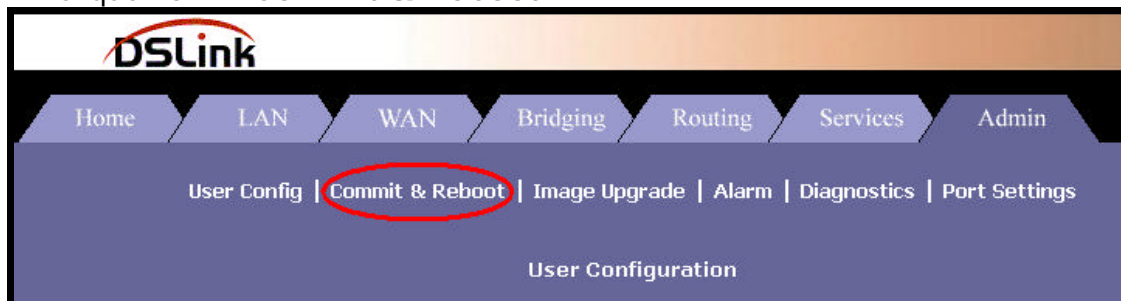 DSLink
Home LAN WAN Bridging Routing Services Admin
User Config | Commit & Reboot | Image Upgrade | Alarm | Diagnostics | Port Settings
User Configuration